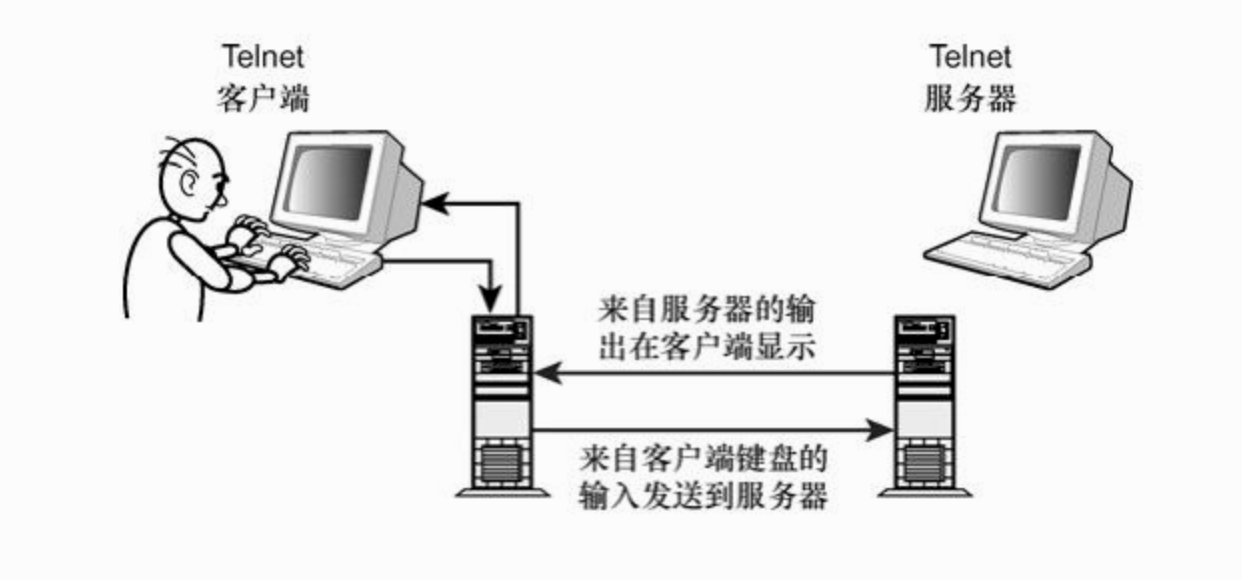 Telnet
客户端
Telnet
服务器
来自服务器的输
出在客户端显示
来自客户端键盘的
输入发送到服务器